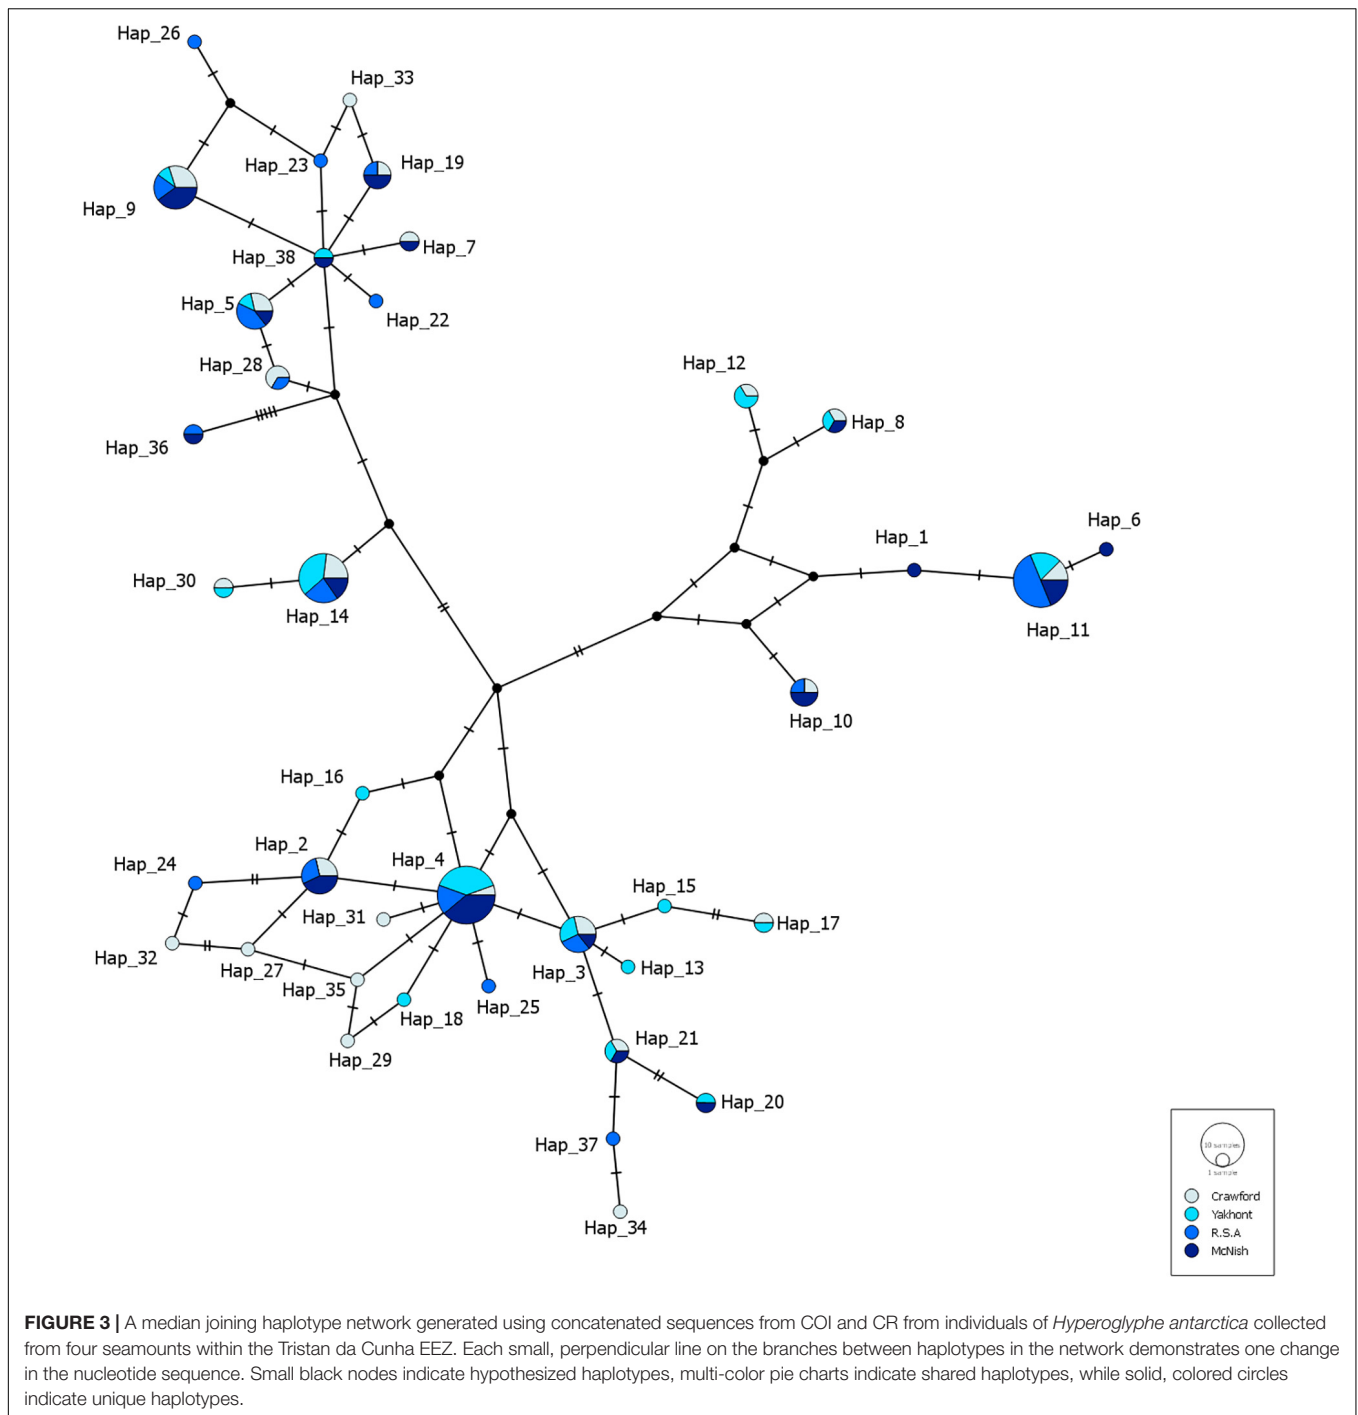 Hap_26
Hap_33
Hap_23
Hap_19
Hap_9
Hap_38
Hap_7
Hap_5
Hap_22
Hap_28
Hap_12
Hap_8
Hap_36
Hap_6
Hap_1
Hap_30
Hap_14
Hap_11
Hap_10
Hap_16
Hap_2
Hap_4
Hap_24
Hap_15
Hap_31
Hap_17
Hap_32
Hap_27
Hap_3
Hap_13
Hap_35
Hap_25
Hap_18
Hap_21
Hap_29
Hap_20
Hap_37
Hap_34
10 samples
1 sample
Crawford
Yakhont
R.S.A
McNish
FIGURE 3 | A median joining haplotype network generated using concatenated sequences from COI and CR from individuals of Hyperoglyphe antarctica collected
from four seamounts within the Tristan da Cunha EEZ. Each small, perpendicular line on the branches between haplotypes in the network demonstrates one change
in the nucleotide sequence. Small black nodes indicate hypothesized haplotypes, multi-color pie charts indicate shared haplotypes, while solid, colored circles
indicate unique haplotypes.